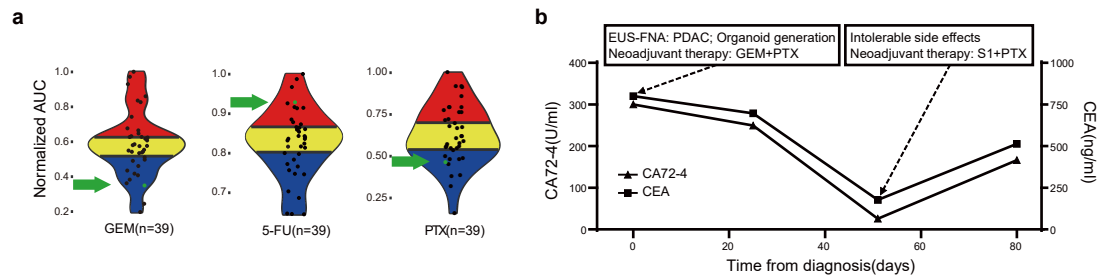 a
Normalized AUC
1.0
0.8
0.6
0.4
0.2
GEM(n=39)
1.0
0.9
0.8
0.7
5-FU(n=39)
1.00
0.75
0.50
0.25
PTX(n=39)
b
EUS-FNA: PDAC; Organoid generation
Neoadjuvant therapy: GEM+PTX
Intolerable side effects
Neoadjuvant therapy: S1+PTX
CA72-4(U/ml)
400
300
200
100
0
CA72-4
CEA
1000
750
500
250
0
CEA(ng/ml)
0 20 40 60 80
Time from diagnosis(days)